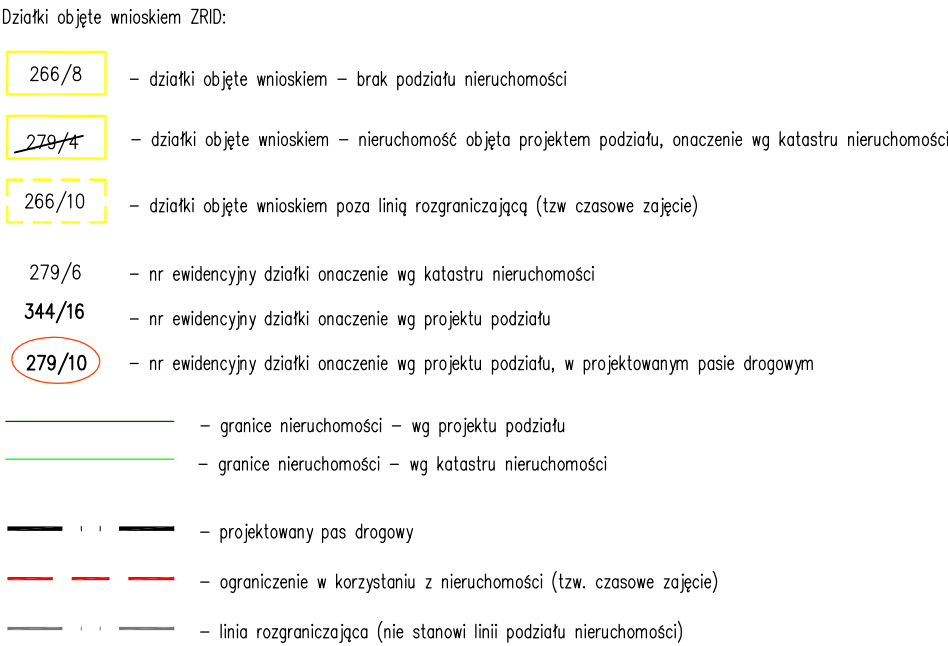 Działki objęte wnioskiem ZRID:
266/8 – działki objęte wnioskiem – brak podziału nieruchomości
279/4 – działki objęte wnioskiem – nieruchomość objęta projektem podziału, onaczenie wg katastru nieruchomości
266/10 – działki objęte wnioskiem poza linią rozgraniczającą (tzw czasowe zajęcie)
279/6 – nr ewidencyjny działki onaczenie wg katastru nieruchomości
344/16 – nr ewidencyjny działki onaczenie wg projektu podziału
279/10 – nr ewidencyjny działki onaczenie wg projektu podziału, w projektowanym pasie drogowym
– granice nieruchomości – wg projektu podziału
– granice nieruchomości – wg katastru nieruchomości
– projektowany pas drogowy
– ograniczenie w korzystaniu z nieruchomości (tzw. czasowe zajęcie)
– linia rozgraniczająca (nie stanowi linii podziału nieruchomości)